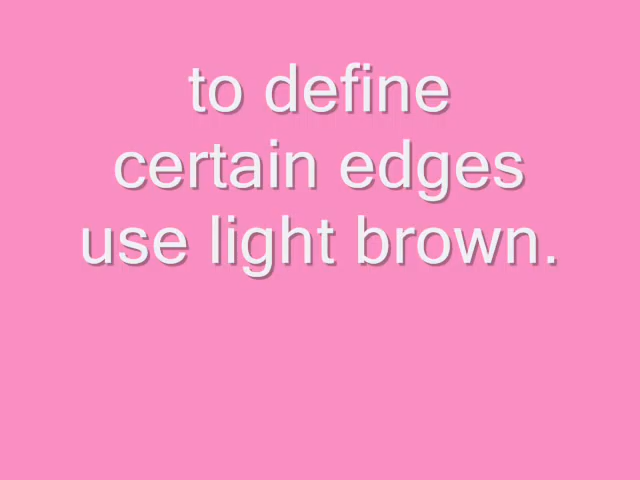 to define
certain edges
use light brown.